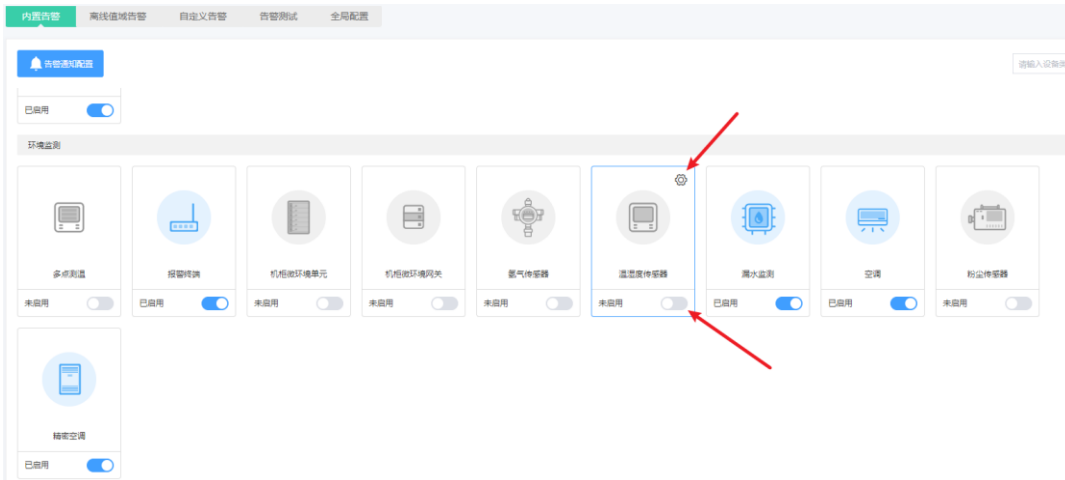 内置告警 离线值域告警 自定义告警 告警测试 全局配置
告警通知配置 请输入设备类
已启用
环境监测
多点测温 报警终端 机柜微环境单元 机柜微环境网关 氢气传感器 温湿度传感器 漏水监测 空调 粉尘传感器
未启用 已启用 未启用 未启用 未启用 未启用 已启用 已启用 未启用
精密空调
已启用